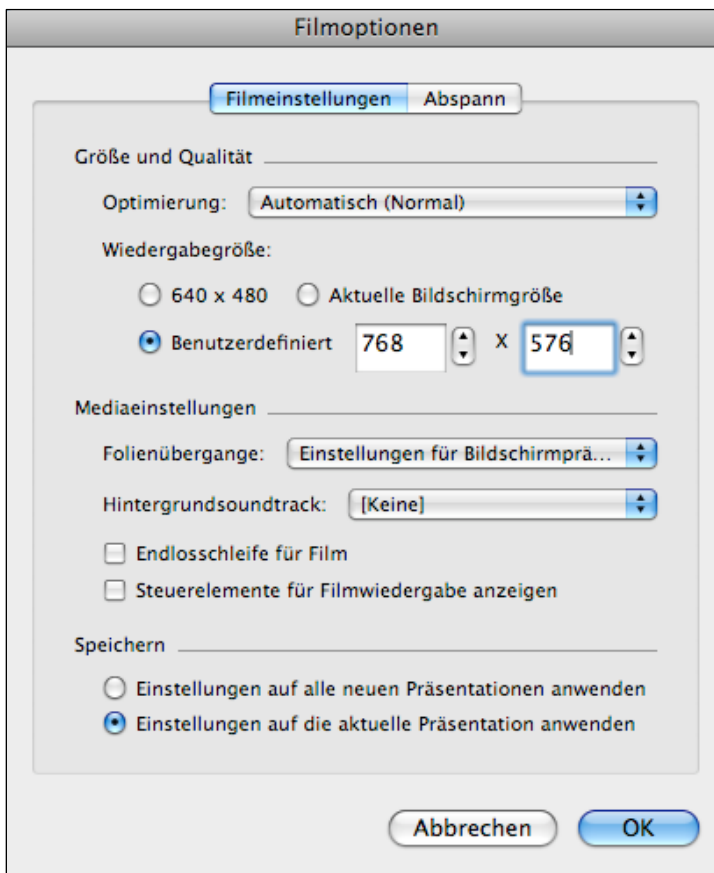 Filmoptionen
Filmeinstellungen Abspann
Größe und Qualität
Optimierung: Automatisch (Normal)
Wiedergabegröße:
640 x 480 Aktuelle Bildschirmgröße
Benutzerdefiniert 768 X 576
Mediaeinstellungen
Folienübergange: Einstellungen für Bildschirmprä...
Hintergrundsoundtrack: [Keine]
Endlosschleife für Film
Steuerelemente für Filmwiedergabe anzeigen
Speichern
Einstellungen auf alle neuen Präsentationen anwenden
Einstellungen auf die aktuelle Präsentation anwenden
Abbrechen OK